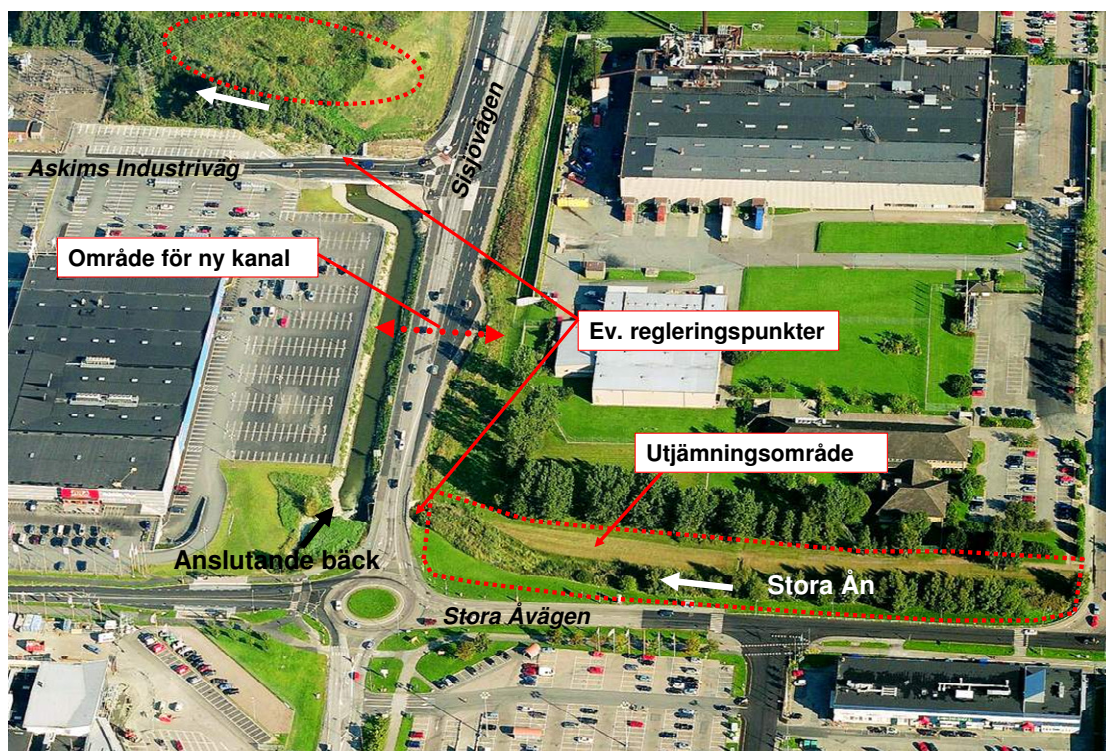 Sisjövägen
Askims Industriväg
Område för ny kanal
Ev. regleringspunkter
Utjämningsområde
Anslutande bäck
Stora Ån
Stora Åvägen